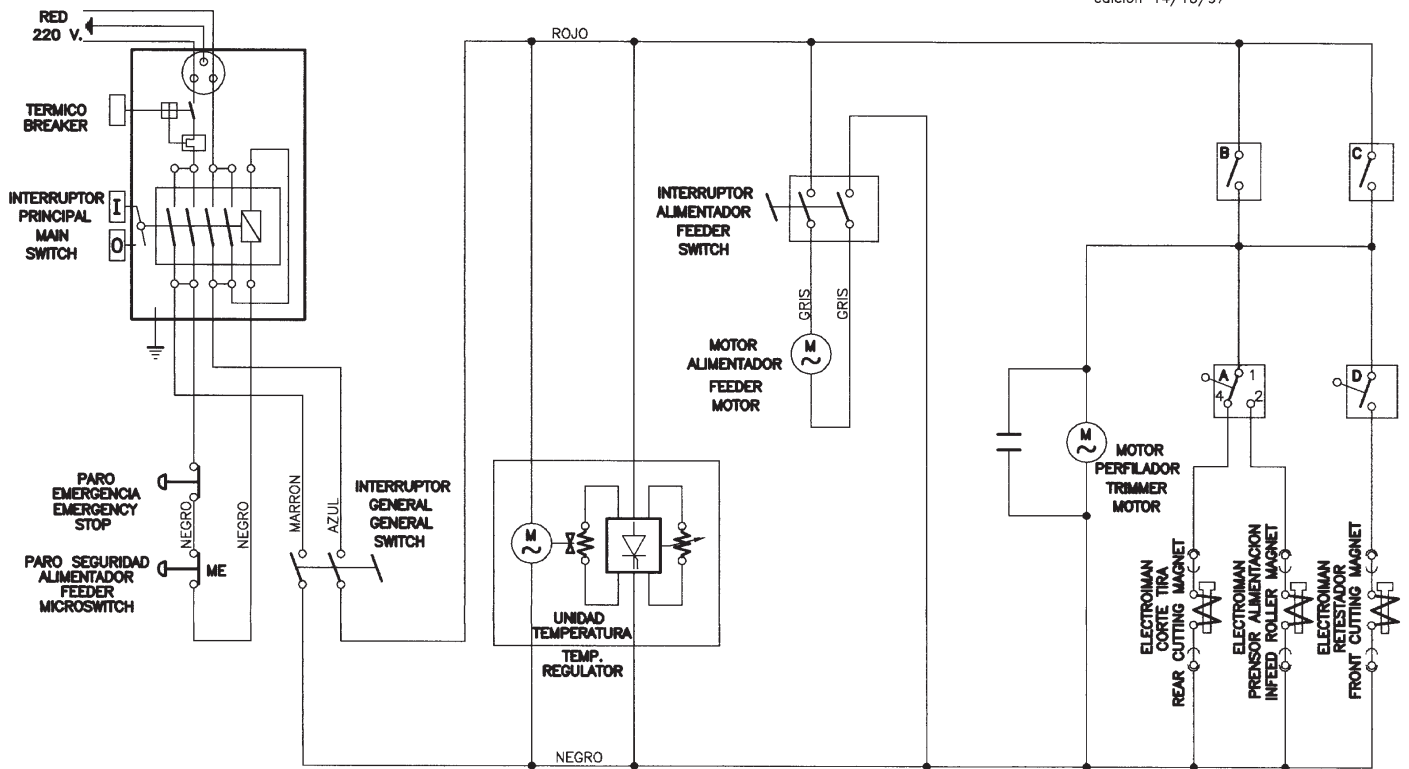 edición 14/10/97
RED
220 V.
TERMICO
BREAKER
INTERRUPTOR
PRINCIPAL
MAIN
SWITCH
I
O
PARO
EMERGENCIA
EMERGENCY
STOP
PARO SEGURIDAD
ALIMENTADOR
FEEDER
MICROSWITCH
ME
NEGRO
NEGRO
MARRON
AZUL
INTERRUPTOR
GENERAL
GENERAL
SWITCH
ROJO
M
UNIDAD
TEMPERATURA
TEMP.
REGULATOR
NEGRO
INTERRUPTOR
ALIMENTADOR
FEEDER
SWITCH
GRIS
GRIS
MOTOR
ALIMENTADOR
FEEDER
MOTOR
M
B
C
A
1
4
2
D
M
MOTOR
PERFILADOR
TRIMMER
MOTOR
ELECTROIMAN
CORTE TIRA
REAR CUTTING MAGNET
ELECTROIMAN
PRENSOR ALIMENTACION
INFEED ROLLER MAGNET
ELECTROIMAN
RETESTADOR
FRONT CUTTING MAGNET